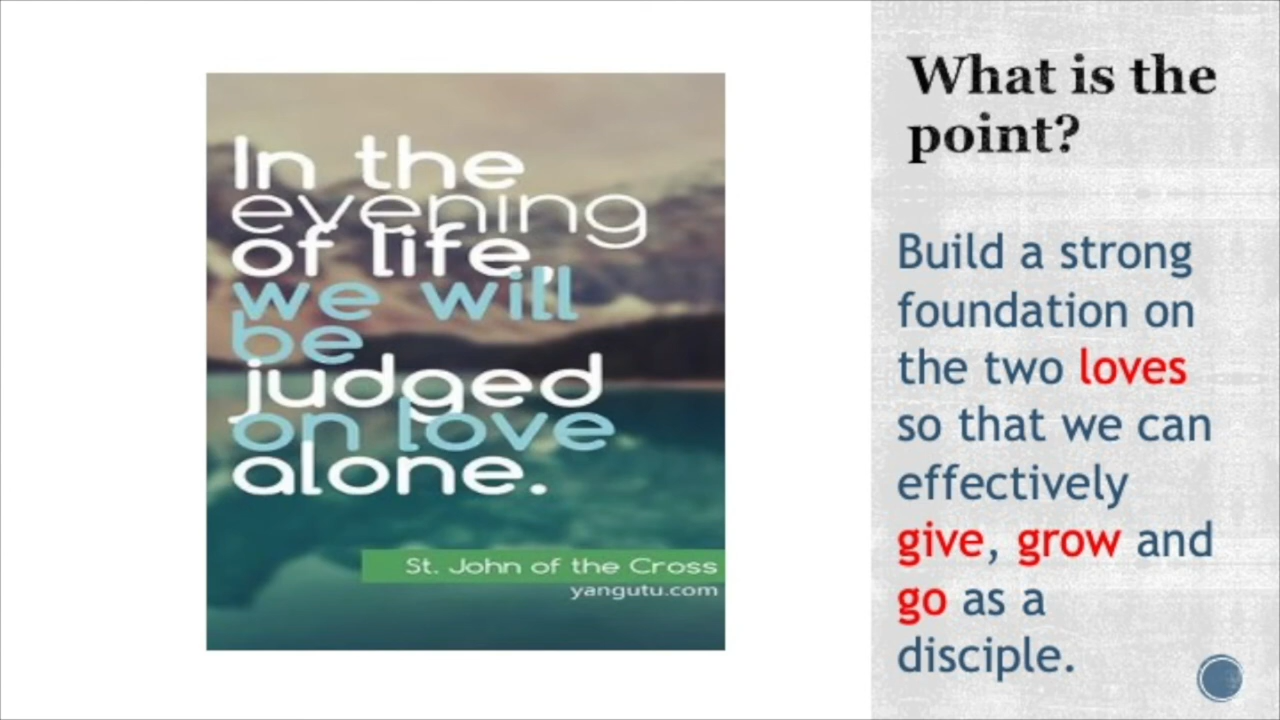 In the
evening
of life,
we will
be
judged
on love
alone.
St. John of the Cross
yangutu.com
What is the
point?
Build a strong
foundation on
the two loves
so that we can
effectively
give, grow and
go as a
disciple.